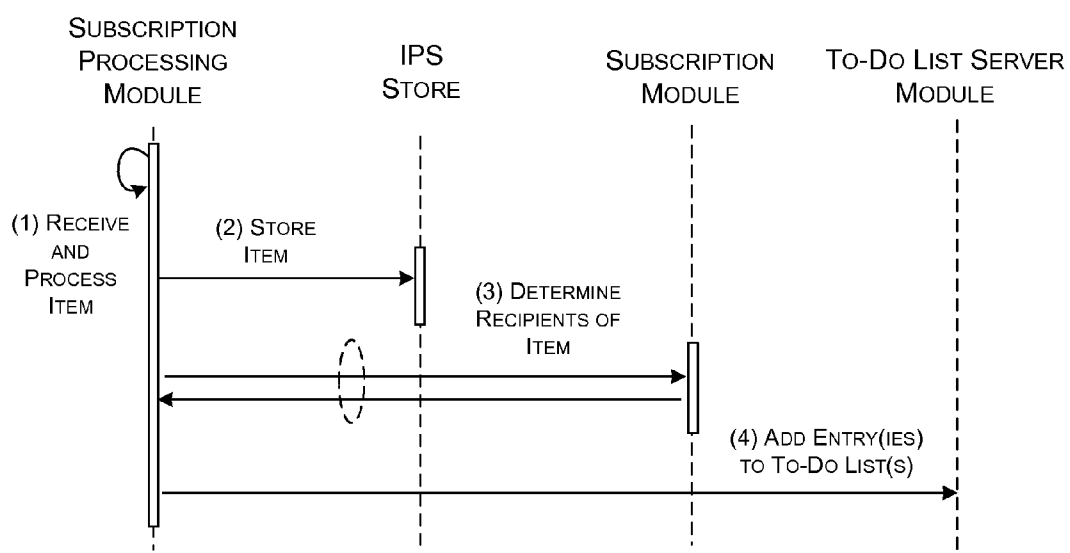 SUBSCRIPTION
PROCESSING
MODULE
IPS
STORE
SUBSCRIPTION
MODULE
TO-DO LIST SERVER
MODULE
(1) RECEIVE
AND
PROCESS
ITEM
(2) STORE
ITEM
(3) DETERMINE
RECIPIENTS OF
ITEM
(4) ADD ENTRY(IES)
TO TO-DO LIST(S)